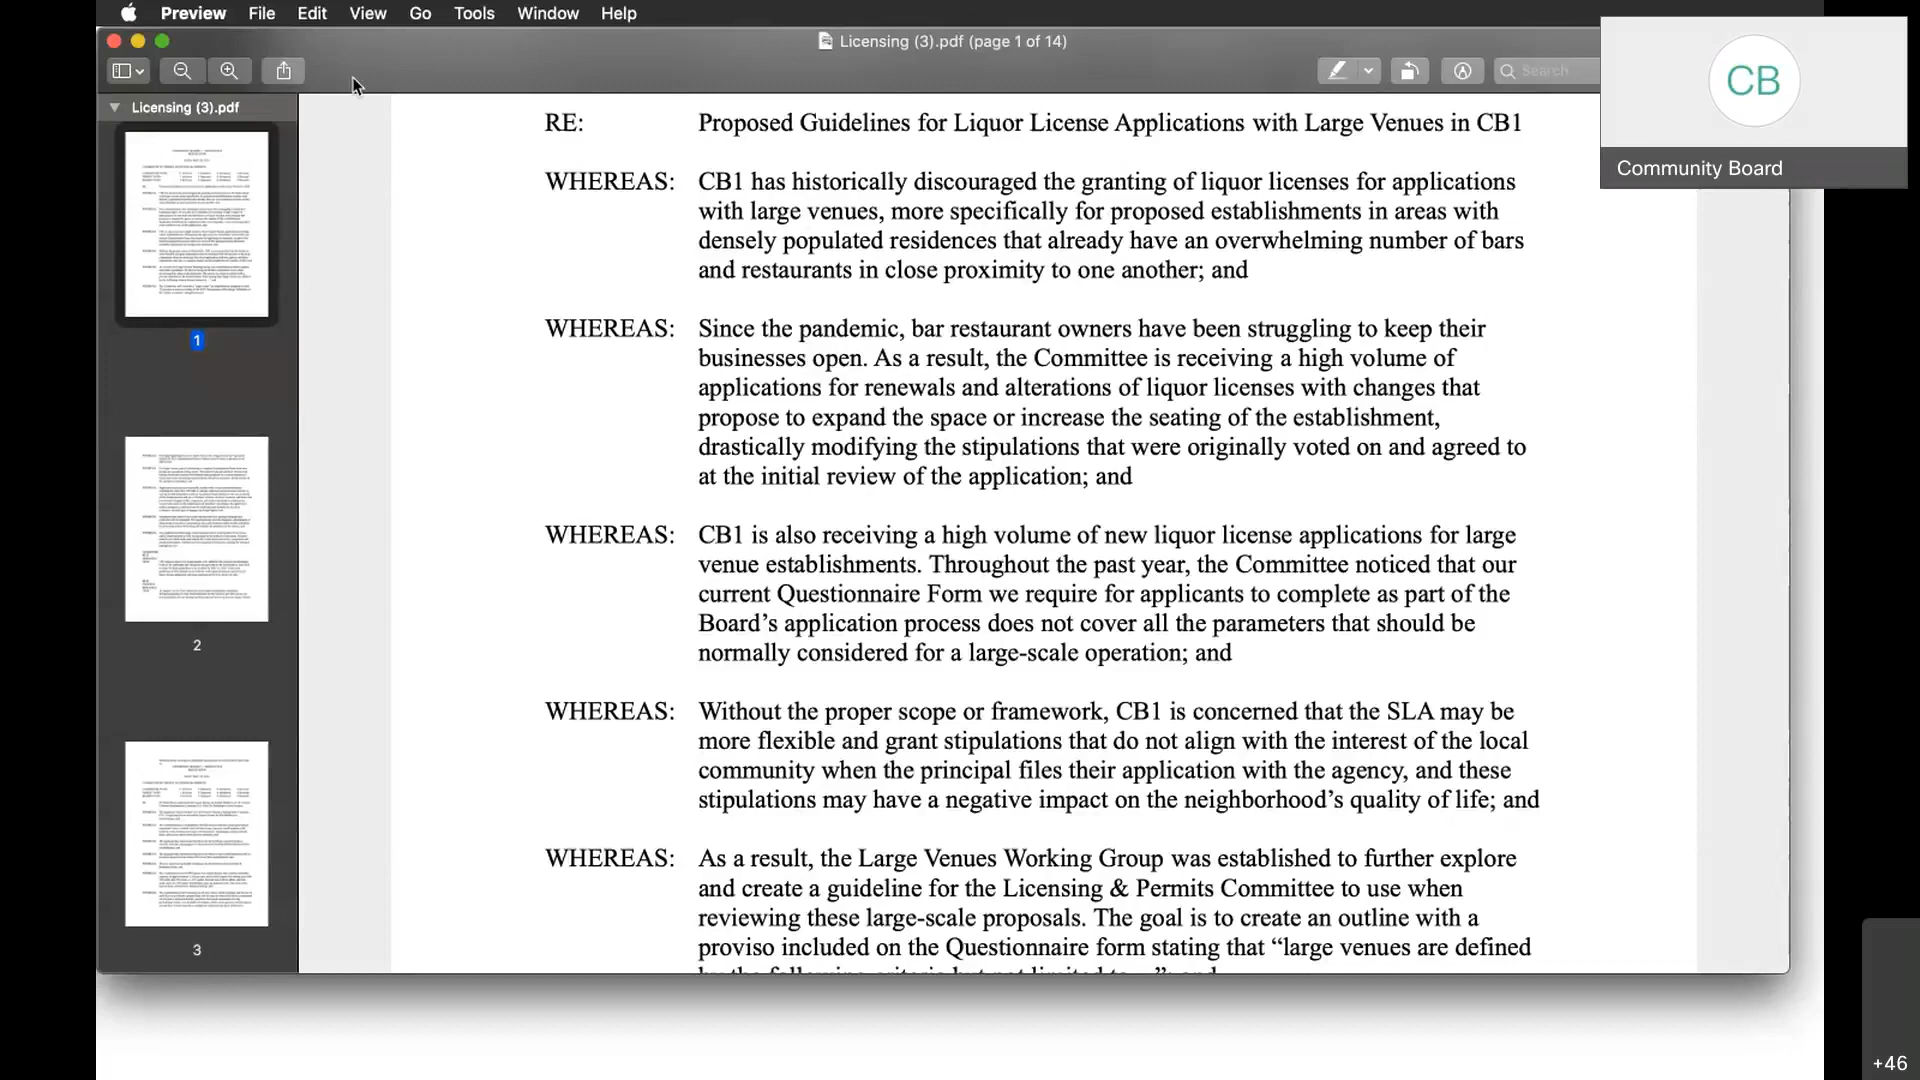 Preview File Edit View Go Tools Window Help
Licensing (3).pdf (page 1 of 14)
Search
CB
Community Board
Licensing (3).pdf
1
2
3
RE: Proposed Guidelines for Liquor License Applications with Large Venues in CB1
WHEREAS: CB1 has historically discouraged the granting of liquor licenses for applications
with large venues, more specifically for proposed establishments in areas with
densely populated residences that already have an overwhelming number of bars
and restaurants in close proximity to one another; and
WHEREAS: Since the pandemic, bar restaurant owners have been struggling to keep their
businesses open. As a result, the Committee is receiving a high volume of
applications for renewals and alterations of liquor licenses with changes that
propose to expand the space or increase the seating of the establishment,
drastically modifying the stipulations that were originally voted on and agreed to
at the initial review of the application; and
WHEREAS: CB1 is also receiving a high volume of new liquor license applications for large
venue establishments. Throughout the past year, the Committee noticed that our
current Questionnaire Form we require for applicants to complete as part of the
Board’s application process does not cover all the parameters that should be
normally considered for a large-scale operation; and
WHEREAS: Without the proper scope or framework, CB1 is concerned that the SLA may be
more flexible and grant stipulations that do not align with the interest of the local
community when the principal files their application with the agency, and these
stipulations may have a negative impact on the neighborhood’s quality of life; and
WHEREAS: As a result, the Large Venues Working Group was established to further explore
and create a guideline for the Licensing & Permits Committee to use when
reviewing these large-scale proposals. The goal is to create an outline with a
proviso included on the Questionnaire form stating that “large venues are defined
by the following criteria but not limited to…”; and
+46